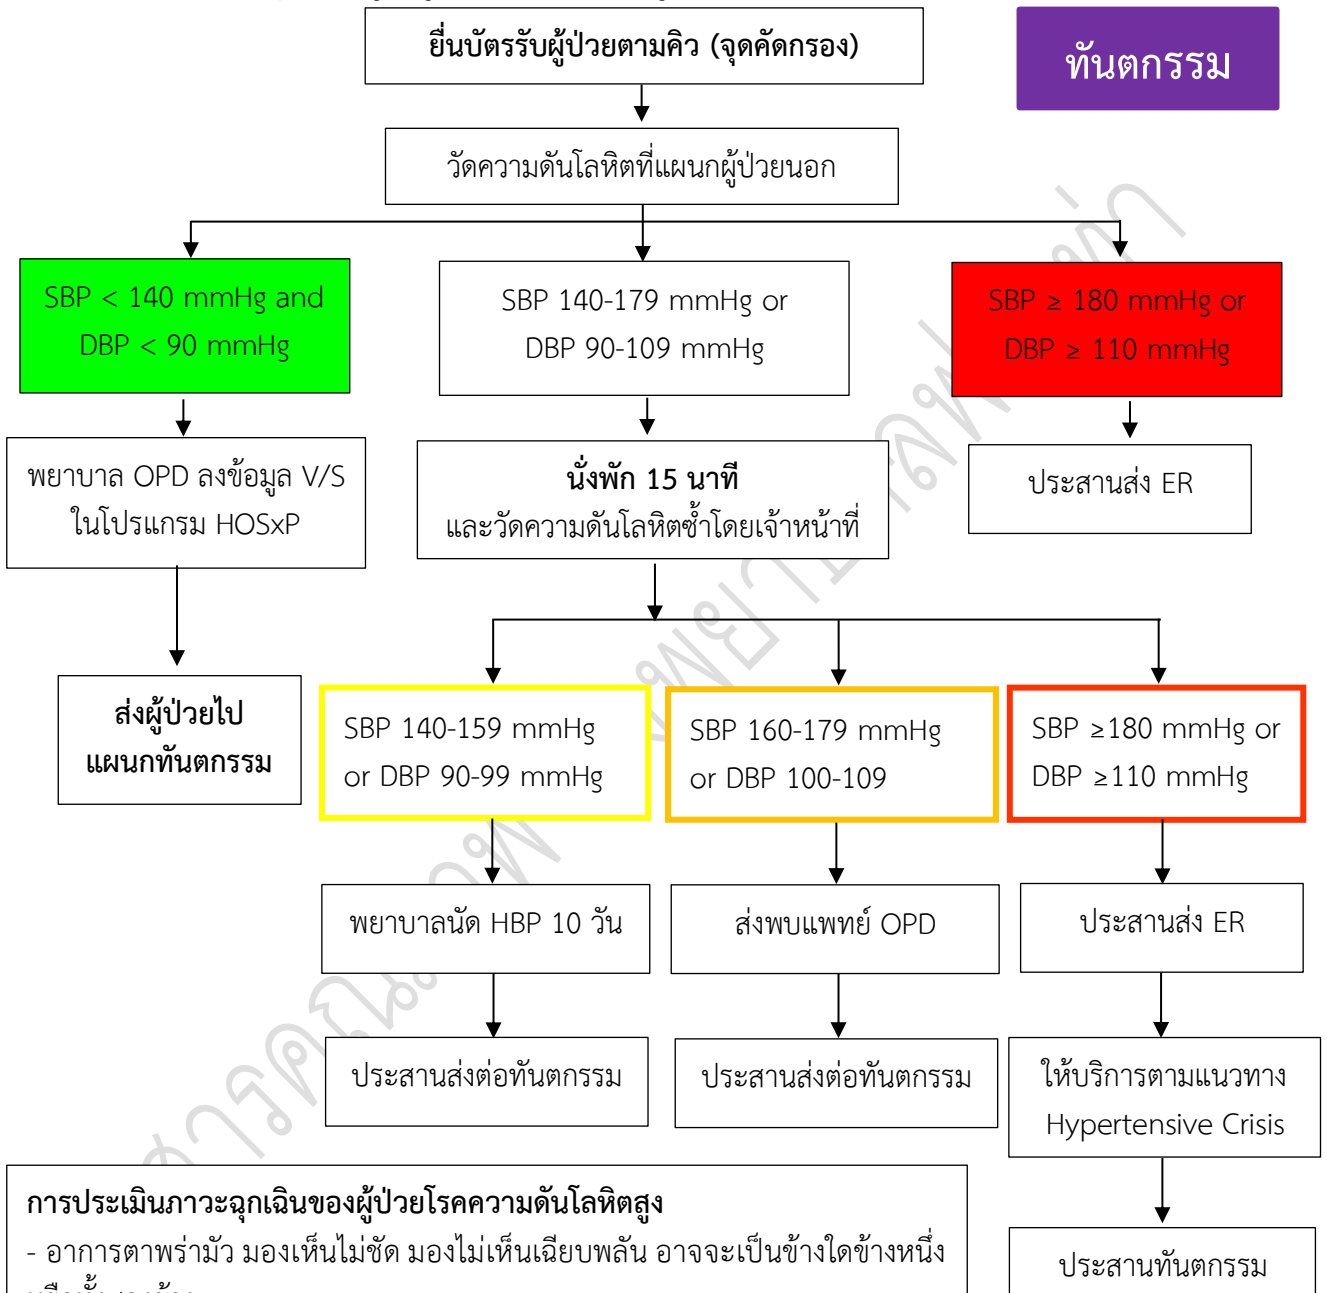 ยื่นบัตรรับผู้ป่วยตามคิว (จุดคัดกรอง)
ทันตกรรม
วัดความดันโลหิตที่แผนกผู้ป่วยนอก
SBP < 140 mmHg and
DBP < 90 mmHg
SBP 140-179 mmHg or
DBP 90-109 mmHg
SBP ≥ 180 mmHg or
DBP ≥ 110 mmHg
พยาบาล OPD ลงข้อมูล V/S
ในโปรแกรม HOSxP
นั่งพัก 15 นาที
และวัดความดันโลหิตซ้ำโดยเจ้าหน้าที่
ประสานส่ง ER
ส่งผู้ป่วยไป
แผนกทันตกรรม
SBP 140-159 mmHg
or DBP 90-99 mmHg
SBP 160-179 mmHg
or DBP 100-109
SBP ≥180 mmHg or
DBP ≥110 mmHg
พยาบาลนัด HBP 10 วัน
ส่งพบแพทย์ OPD
ประสานส่ง ER
ประสานส่งต่อทันตกรรม
ประสานส่งต่อทันตกรรม
ให้บริการตามแนวทาง
Hypertensive Crisis
การประเมินภาวะฉุกเฉินของผู้ป่วยโรคความดันโลหิตสูง
- อาการตาพร่ามัว มองเห็นไม่ชัด มองไม่เห็นเฉียบพลัน อาจจะเป็นข้างใดข้างหนึ่ง
ประสานทันตกรรม